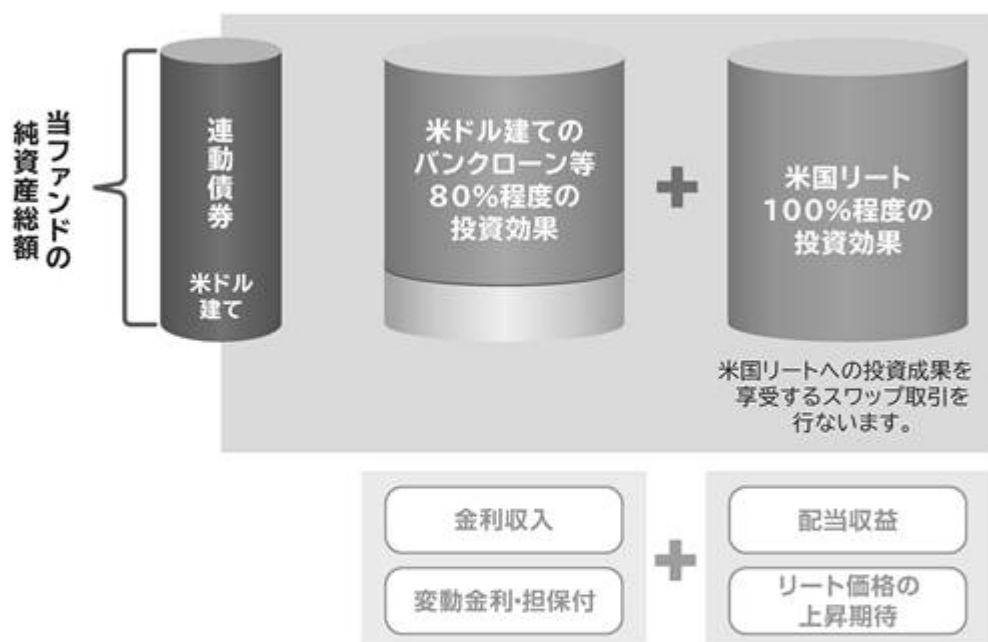 当ファンドの
純資産総額
連動債券
米ドル
建て
米ドル建ての
バンクローン等
80%程度の
投資効果
+
米国リート
100%程度の
投資効果
米国リートへの投資成果を
享受するスワップ取引を
行ないます。
金利収入
変動金利・担保付
+
配当収益
リート価格の
上昇期待